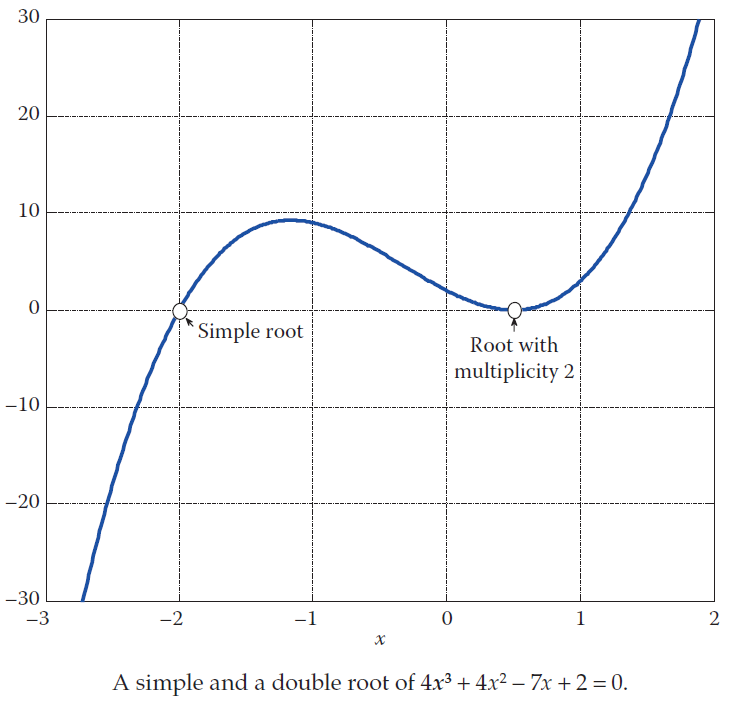 30
20
10
0
−10
−20
−30
Simple root
Root with
multiplicity 2
−3
−2
−1
0
1
2
x
A simple and a double root of 4x³ + 4x² – 7x + 2 = 0.